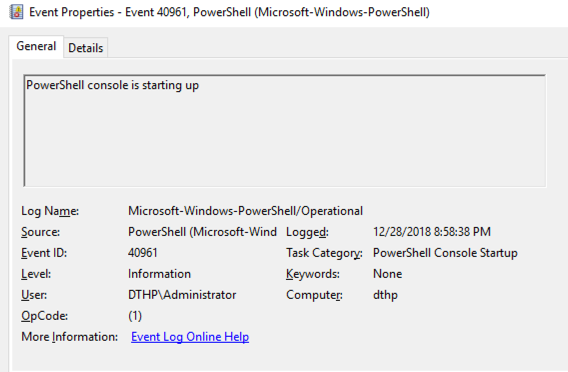 Event Properties - Event 40961, PowerShell (Microsoft-Windows-PowerShell)
General Details
PowerShell console is starting up
Log Name: Microsoft-Windows-PowerShell/Operational
Source: PowerShell (Microsoft-Wind Logged: 12/28/2018 8:58:38 PM
Event ID: 40961 Task Category: PowerShell Console Startup
Level: Information Keywords: None
User: DTHP\Administrator Computer: dthp
OpCode: (1)
More Information: Event Log Online Help